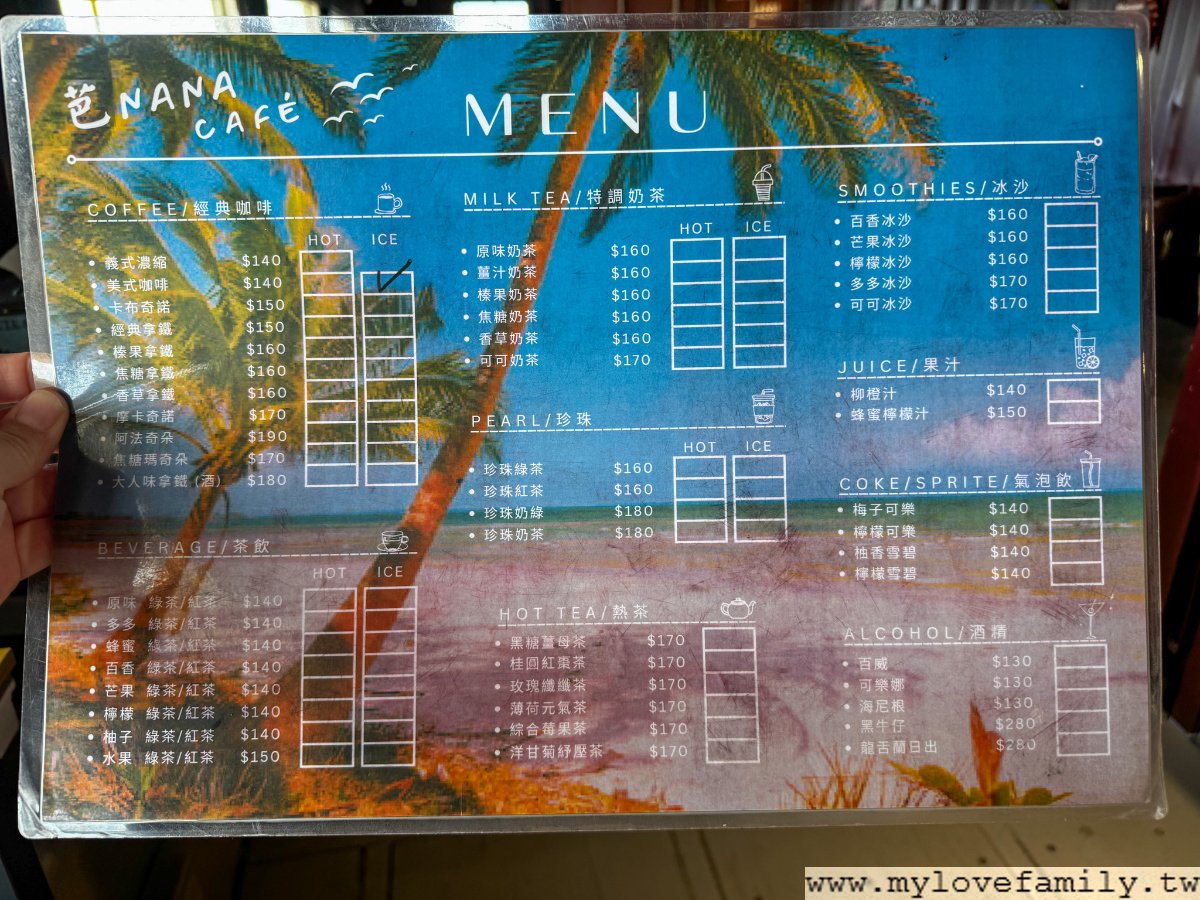 芭NANA
CAFÉ
MENU
COFFEE/經典咖啡
HOT ICE
義式濃縮 $140
美式咖啡 $140
卡布奇諾 $150
經典拿鐵 $150
榛果拿鐵 $160
焦糖拿鐵 $160
香草拿鐵 $160
摩卡奇諾 $170
阿法奇朵 $190
焦糖瑪奇朵 $170
大人味拿鐵 (酒) $180
BEVERAGE/茶飲
HOT ICE
原味 綠茶/紅茶 $140
多多 綠茶/紅茶 $140
蜂蜜 綠茶/紅茶 $140
百香 綠茶/紅茶 $140
芒果 綠茶/紅茶 $140
檸檬 綠茶/紅茶 $140
柚子 綠茶/紅茶 $140
水果 綠茶/紅茶 $150
MILK TEA/特調奶茶
HOT ICE
原味奶茶 $160
薑汁奶茶 $160
榛果奶茶 $160
焦糖奶茶 $160
香草奶茶 $160
可可奶茶 $170
PEARL/珍珠
HOT ICE
珍珠綠茶 $160
珍珠紅茶 $160
珍珠奶綠 $180
珍珠奶茶 $180
HOT TEA/熱茶
黑糖薑母茶 $170
桂圓紅棗茶 $170
玫瑰纖纖茶 $170
薄荷元氣茶 $170
綜合莓果茶 $170
洋甘菊紓壓茶 $170
SMOOTHIES/冰沙
百香冰沙 $160
芒果冰沙 $160
檸檬冰沙 $160
多多冰沙 $170
可可冰沙 $170
JUICE/果汁
柳橙汁 $140
蜂蜜檸檬汁 $150
COKE/SPRITE/氣泡飲
梅子可樂 $140
檸檬可樂 $140
柚香雪碧 $140
檸檬雪碧 $140
ALCOHOL/酒精
百威 $130
可樂娜 $130
海尼根 $130
黑牛仔 $280
龍舌蘭日出 $280
www.mylovefamily.tw